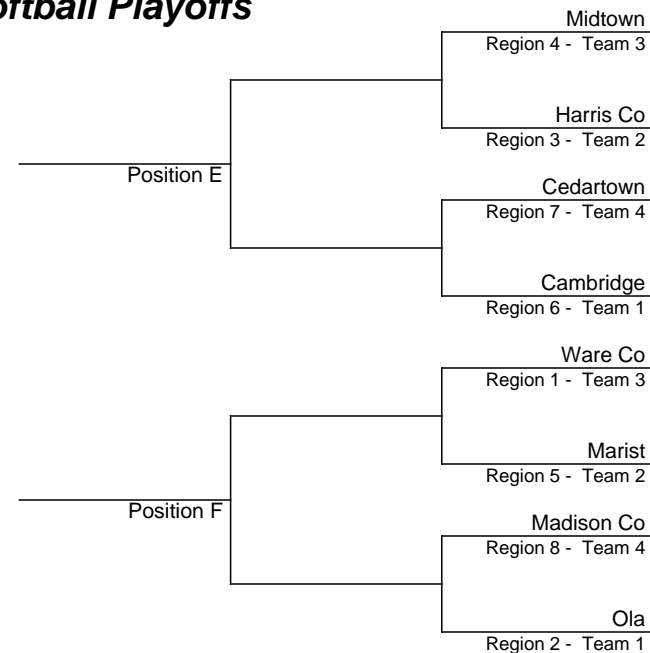 Midtown
Region 4 - Team 3
Harris Co
Region 3 - Team 2
Position E
Cedartown
Region 7 - Team 4
Cambridge
Region 6 - Team 1
Ware Co
Region 1 - Team 3
Marist
Region 5 - Team 2
Position F
Madison Co
Region 8 - Team 4
Ola
Region 2 - Team 1